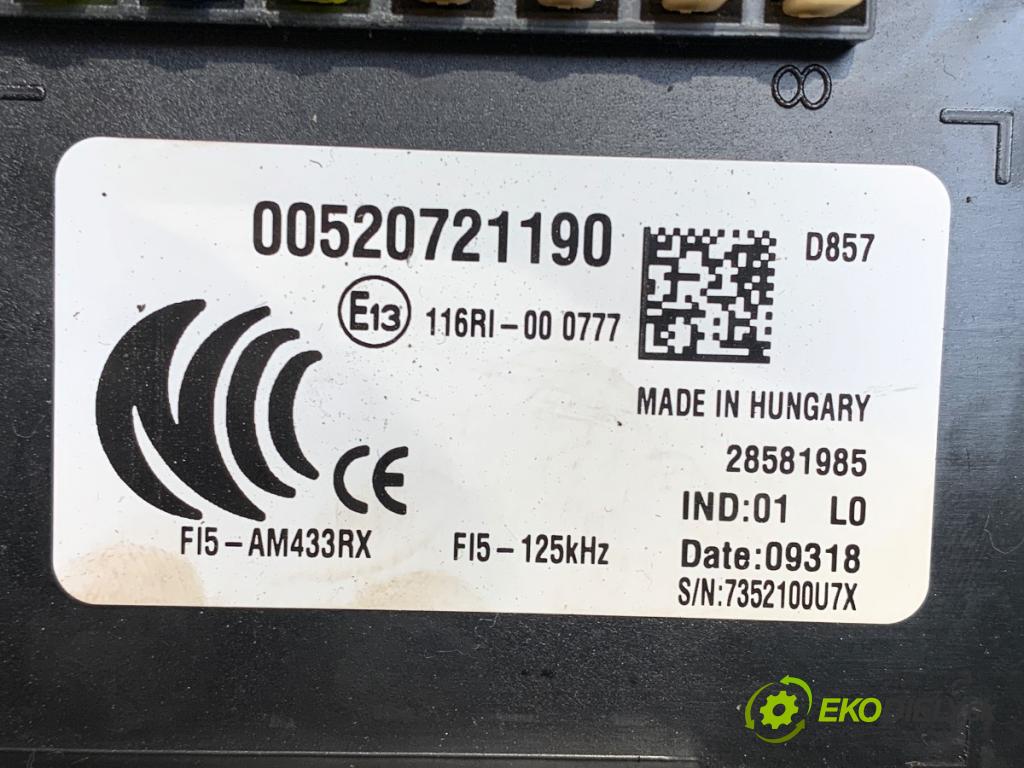 8
00520721190
D857
E13 116RI-00 0777
MADE IN HUNGARY
28581985
CE
IND:01 L0
FI5-AM433RX FI5-125kHz
Date:09318
S/N:7352100U7X
EKO